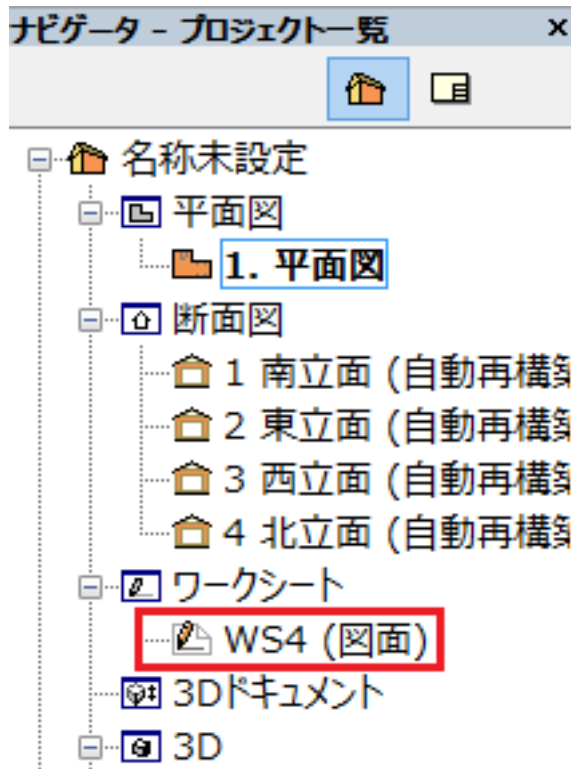 ナビゲータ - プロジェクト一覧
名称未設定
平面図
1. 平面図
断面図
1 南立面 (自動再構築
2 東立面 (自動再構築
3 西立面 (自動再構築
4 北立面 (自動再構築
ワークシート
WS4 (図面)
3Dドキュメント
3D